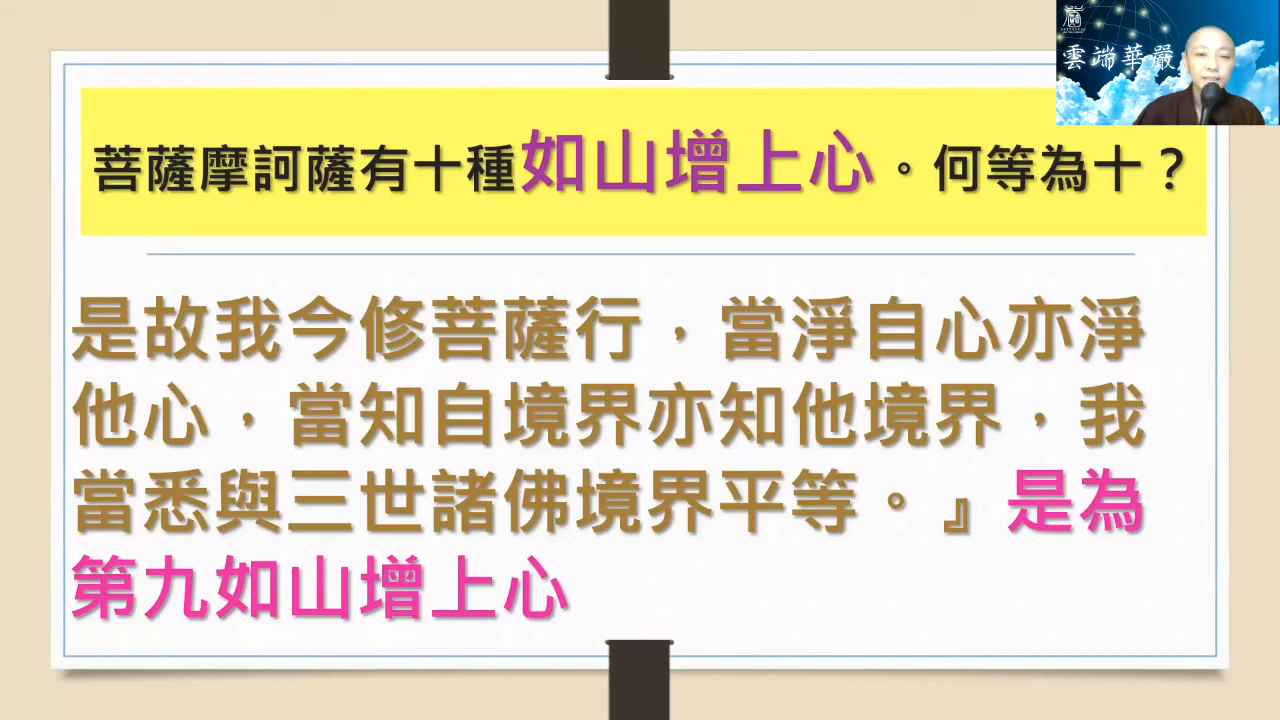 雲端華嚴
菩薩摩訶薩有十種如山增上心。何等為十？
是故我今修菩薩行，當淨自心亦淨
他心，當知自境界亦知他境界，我
當悉與三世諸佛境界平等。』是為
第九如山增上心